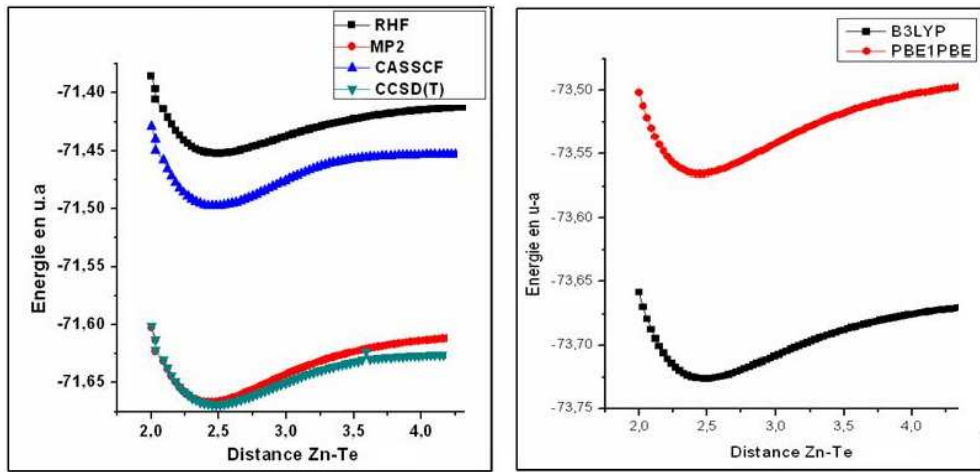 RHF
MP2
CASSCF
CCSD(T)
-71,40
-71,45
-71,50
-71,55
-71,60
-71,65
Energie en u.a
2,0 2,5 3,0 3,5 4,0
Distance Zn-Te
B3LYP
PBE1PBE
-73,50
-73,55
-73,60
-73,65
-73,70
-73,75
Energie en u-a
2,0 2,5 3,0 3,5 4,0
Distance Zn-Te